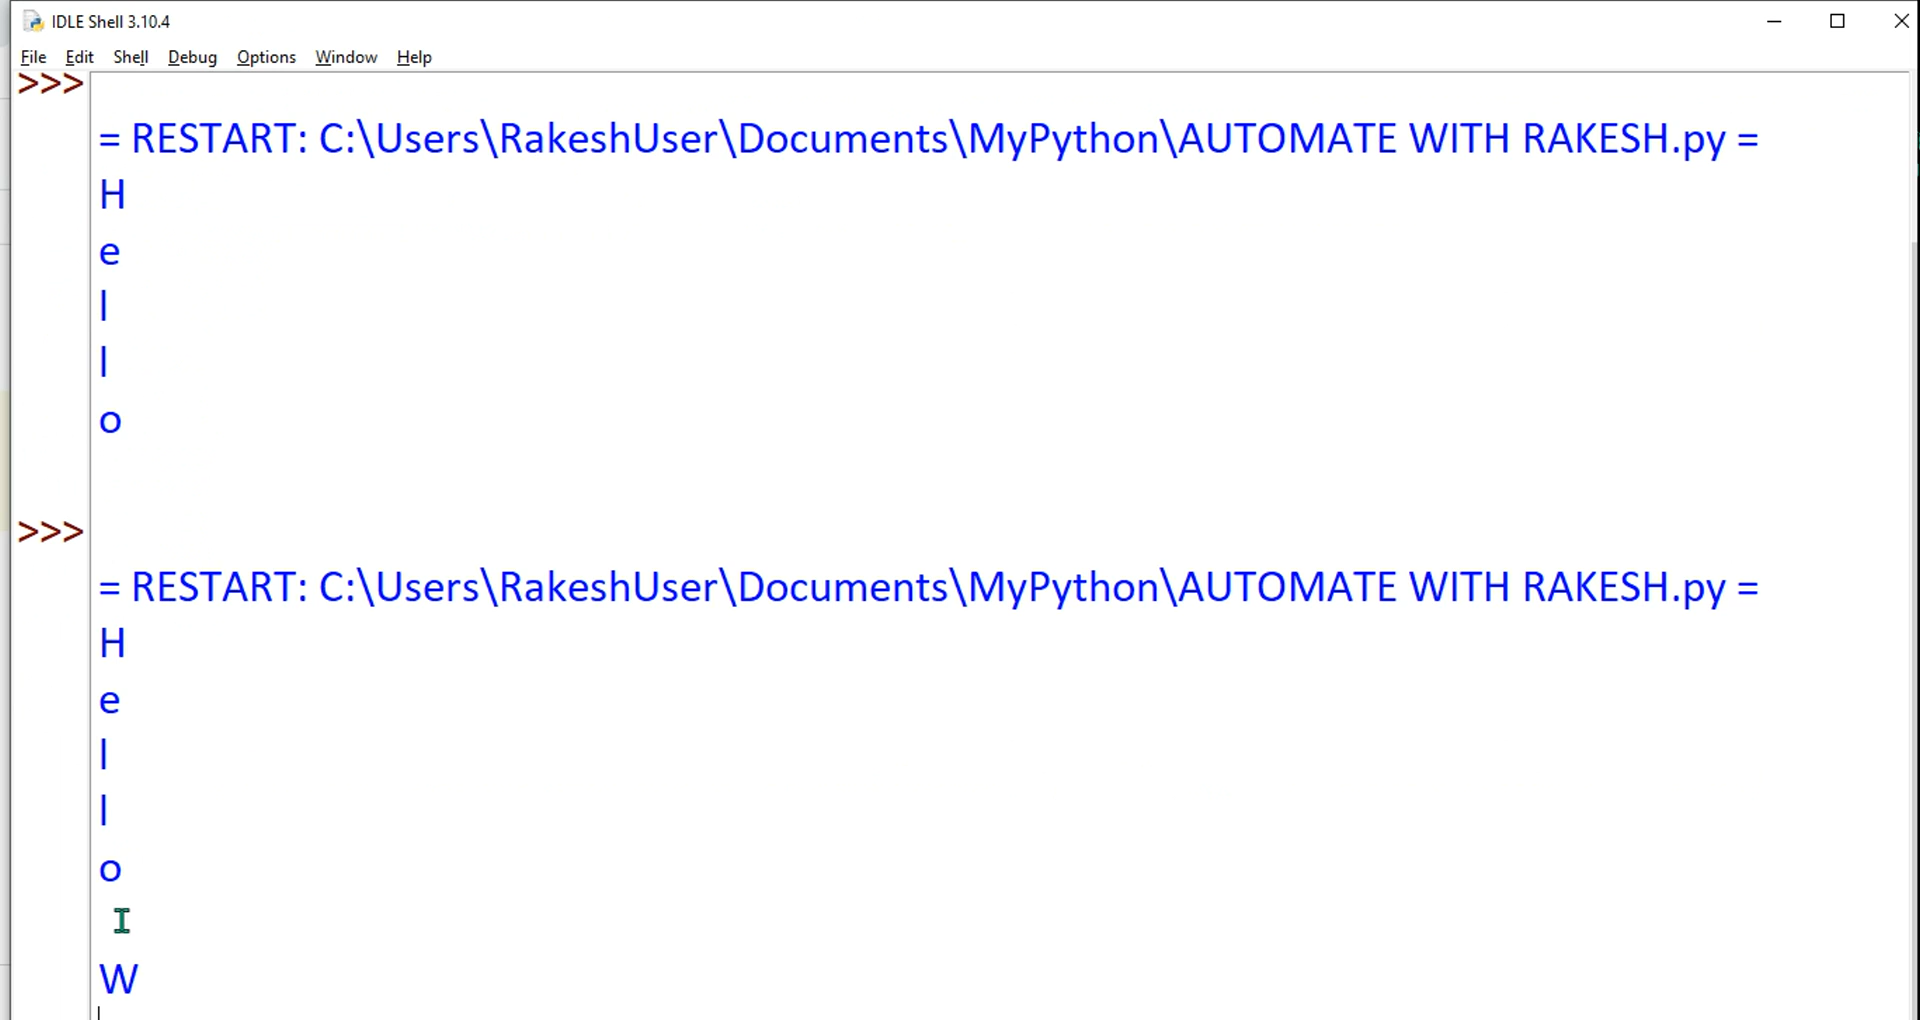 IDLE Shell 3.10.4
File Edit Shell Debug Options Window Help
>>>
= RESTART: C:\Users\RakeshUser\Documents\MyPython\AUTOMATE WITH RAKESH.py =
H
e
l
l
o
>>>
= RESTART: C:\Users\RakeshUser\Documents\MyPython\AUTOMATE WITH RAKESH.py =
H
e
l
l
o
W